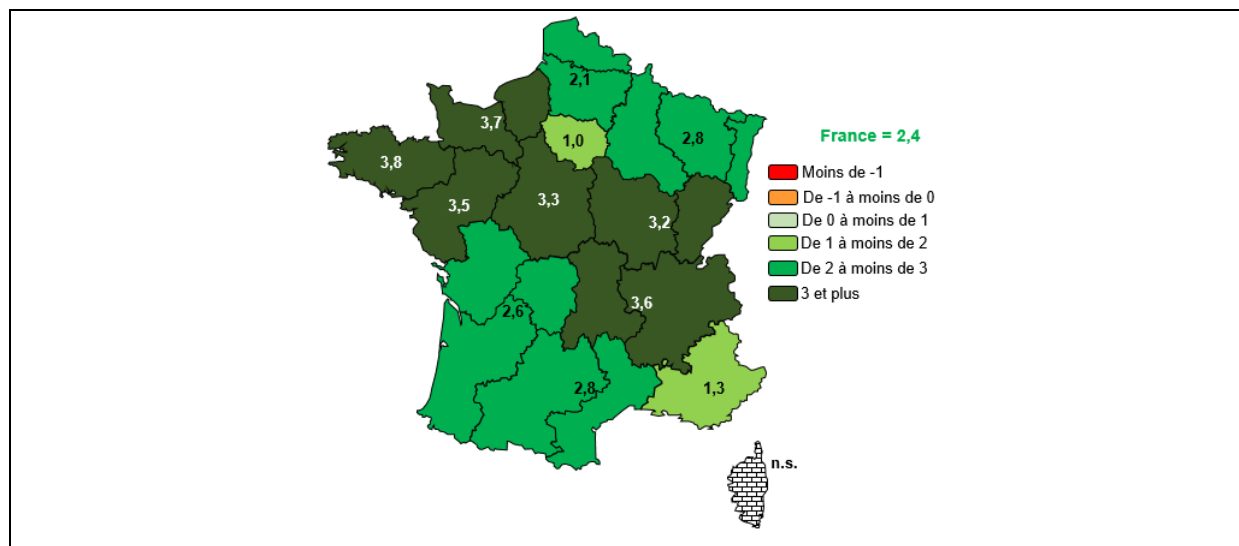 2,1
3,7
1,0
2,8
3,8
3,5
3,3
3,2
2,6
3,6
2,8
1,3
n.s.
France = 2,4
Moins de -1
De -1 à moins de 0
De 0 à moins de 1
De 1 à moins de 2
De 2 à moins de 3
3 et plus